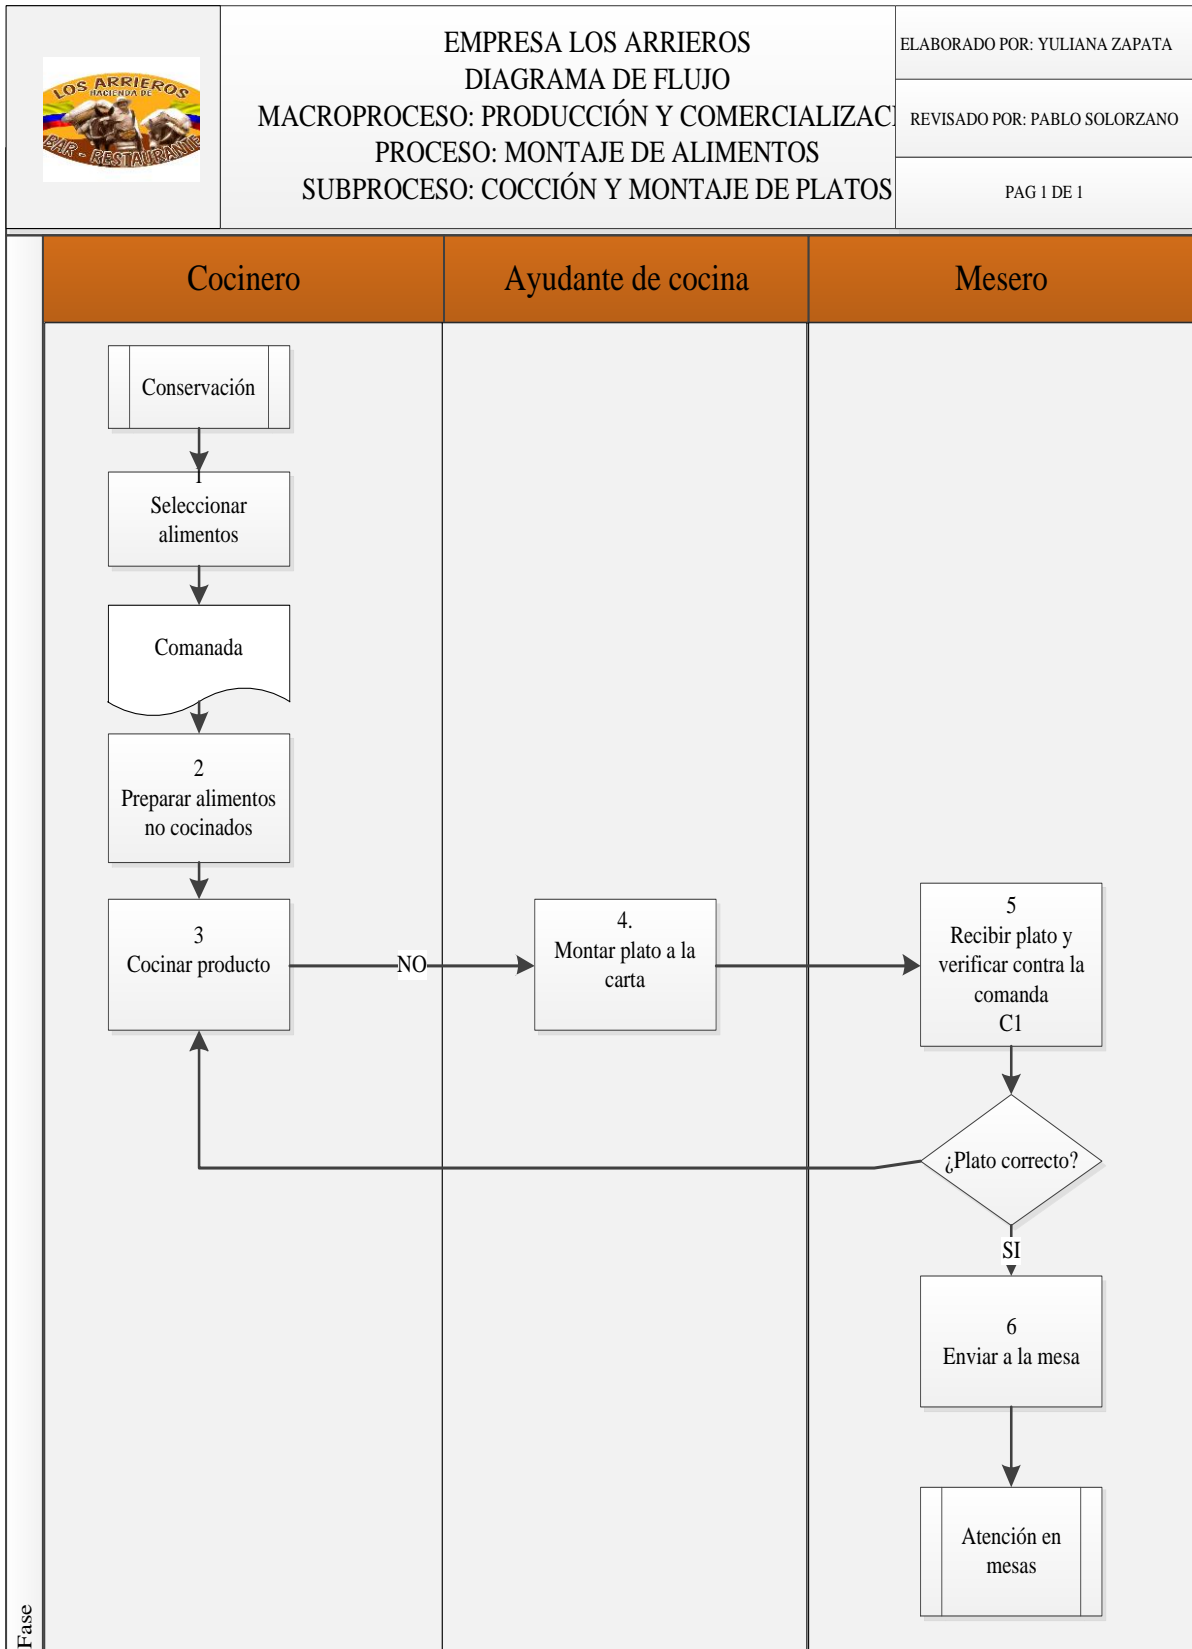 LOS ARRIEROS
HACIENDA DE
BAR - RESTAURANTE
EMPRESA LOS ARRIEROS
DIAGRAMA DE FLUJO
MACROPROCESO: PRODUCCIÓN Y COMERCIALIZACI
PROCESO: MONTAJE DE ALIMENTOS
SUBPROCESO: COCCIÓN Y MONTAJE DE PLATOS
ELABORADO POR: YULIANA ZAPATA
REVISADO POR: PABLO SOLORZANO
PAG 1 DE 1
Cocinero
Ayudante de cocina
Mesero
Conservación
1
Seleccionar
alimentos
Comanada
2
Preparar alimentos
no cocinados
3
Cocinar producto
NO
4.
Montar plato a la
carta
5
Recibir plato y
verificar contra la
comanda
C1
¿Plato correcto?
SI
6
Enviar a la mesa
Atención en
mesas
Fase